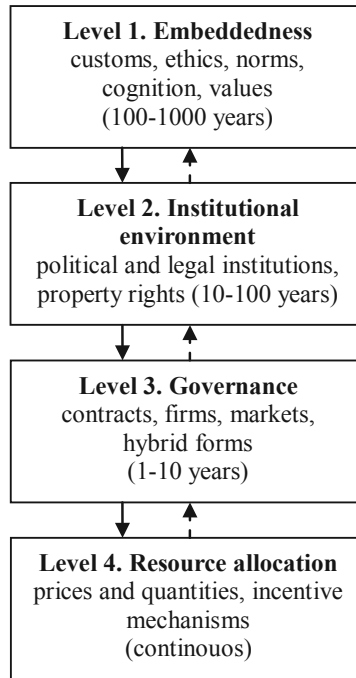 Level 1. Embeddedness
customs, ethics, norms,
cognition, values
(100-1000 years)
Level 2. Institutional
environment
political and legal institutions,
property rights (10-100 years)
Level 3. Governance
contracts, firms, markets,
hybrid forms
(1-10 years)
Level 4. Resource allocation
prices and quantities, incentive
mechanisms
(continouos)